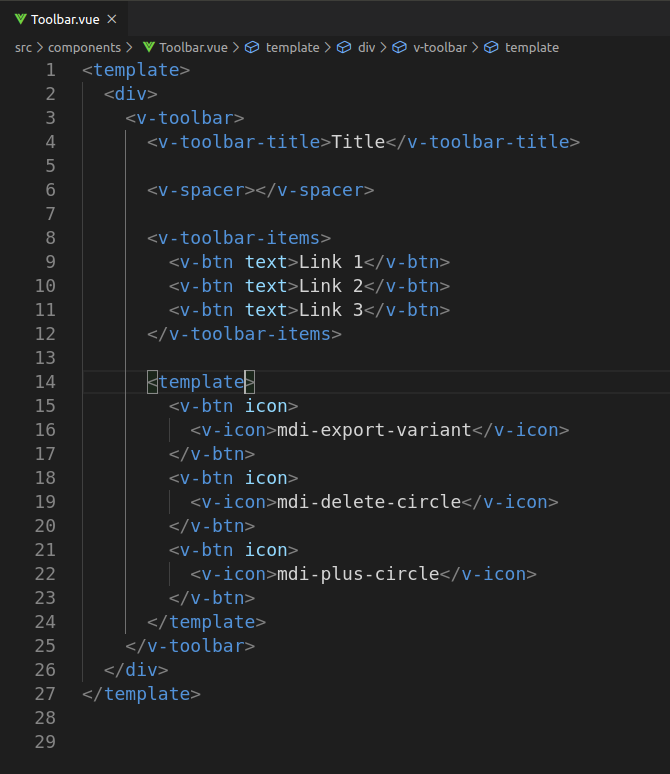 Toolbar.vue ×
src > components > Toolbar.vue > template > div > v-toolbar > template
1 <template>
2 <div>
3 <v-toolbar>
4 <v-toolbar-title>Title</v-toolbar-title>
5
6 <v-spacer></v-spacer>
7
8 <v-toolbar-items>
9 <v-btn text>Link 1</v-btn>
10 <v-btn text>Link 2</v-btn>
11 <v-btn text>Link 3</v-btn>
12 </v-toolbar-items>
13
14 <template>
15 <v-btn icon>
16 <v-icon>mdi-export-variant</v-icon>
17 </v-btn>
18 <v-btn icon>
19 <v-icon>mdi-delete-circle</v-icon>
20 </v-btn>
21 <v-btn icon>
22 <v-icon>mdi-plus-circle</v-icon>
23 </v-btn>
24 </template>
25 </v-toolbar>
26 </div>
27 </template>
28
29